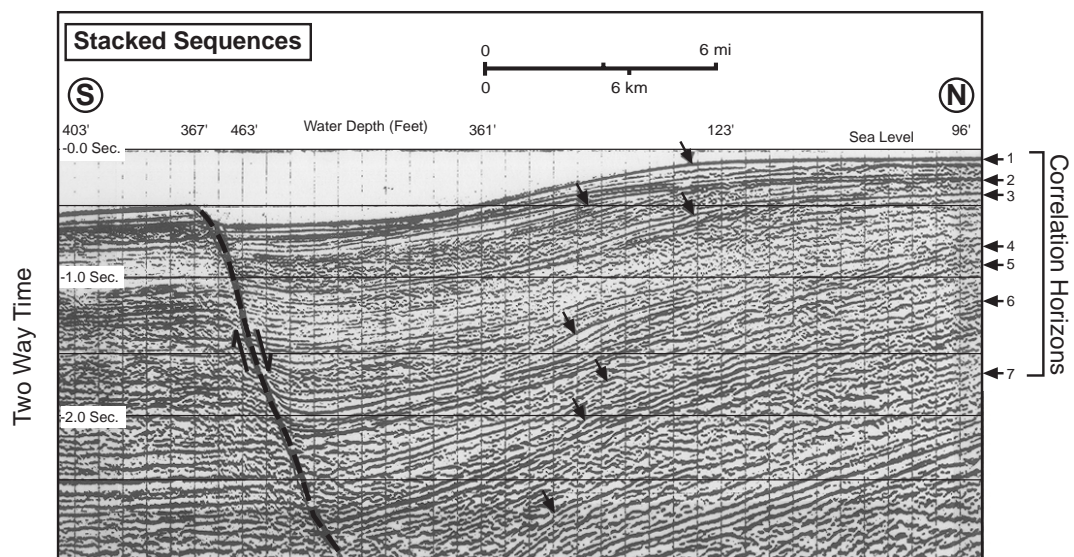 Stacked Sequences
0 6 mi
0 6 km
S N
403' 367' 463' Water Depth (Feet) 361' 123' Sea Level 96'
-0.0 Sec.
-1.0 Sec.
-2.0 Sec.
Two Way Time
1
2
3
4
5
6
7
Correlation Horizons